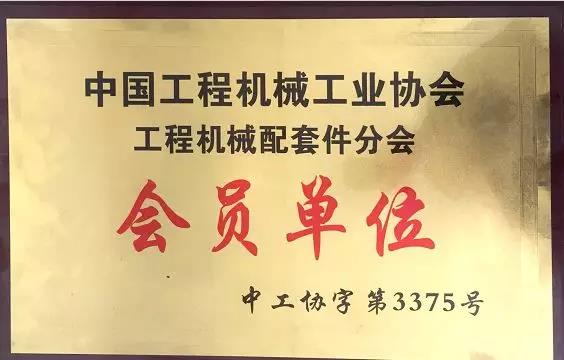 中国工程机械工业协会
工程机械配套件分会
会员单位
中工协字 第3375号